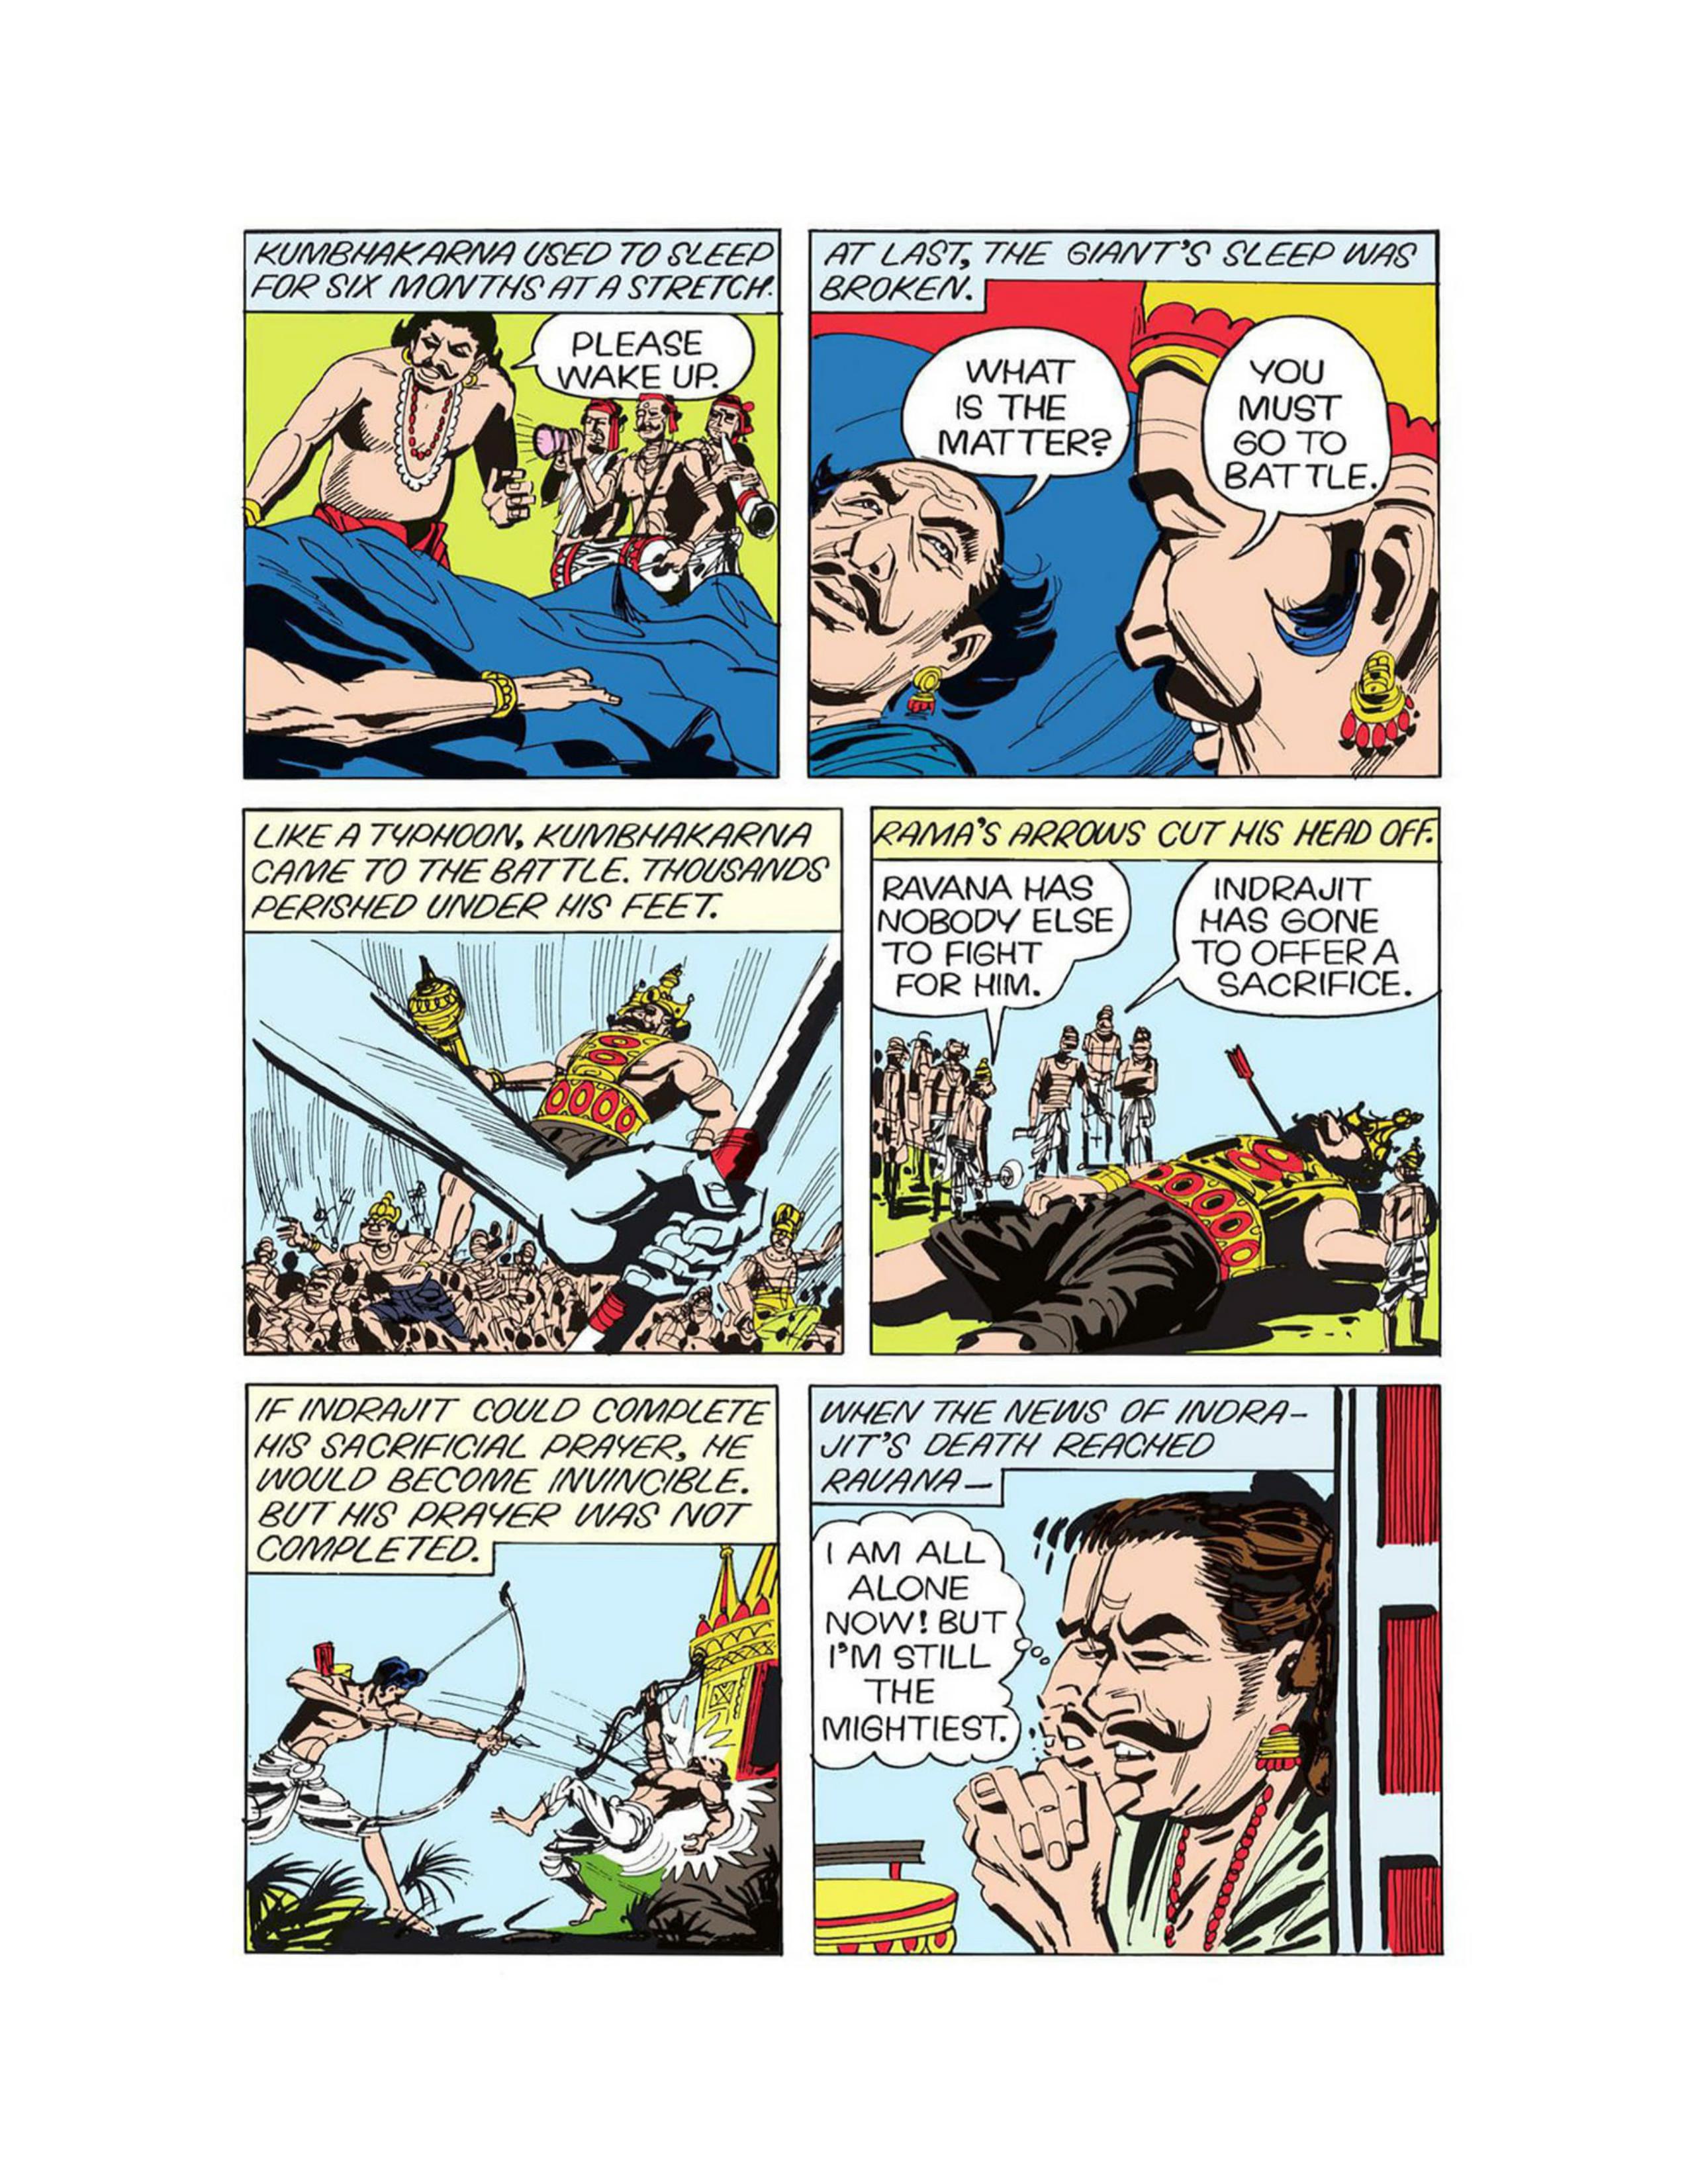 KUMBHAKARNA USED TO SLEEP
FOR SIX MONTHS AT A STRETCH.
PLEASE
WAKE UP.
AT LAST, THE GIANT'S SLEEP WAS
BROKEN.
WHAT
IS THE
MATTER?
YOU
MUST
GO TO
BATTLE.
LIKE A TYPHOON, KUMBHAKARNA
CAME TO THE BATTLE. THOUSANDS
PERISHED UNDER HIS FEET.
RAMA'S ARROWS CUT HIS HEAD OFF.
RAVANA HAS
NOBODY ELSE
TO FIGHT
FOR HIM.
INDRAJIT
HAS GONE
TO OFFER A
SACRIFICE.
IF INDRAJIT COULD COMPLETE
HIS SACRIFICIAL PRAYER, HE
WOULD BECOME INVINCIBLE.
BUT HIS PRAYER WAS NOT
COMPLETED.
WHEN THE NEWS OF INDRA-
JIT'S DEATH REACHED
RAVANA—
I AM ALL
ALONE
NOW! BUT
I'M STILL
THE
MIGHTIEST.